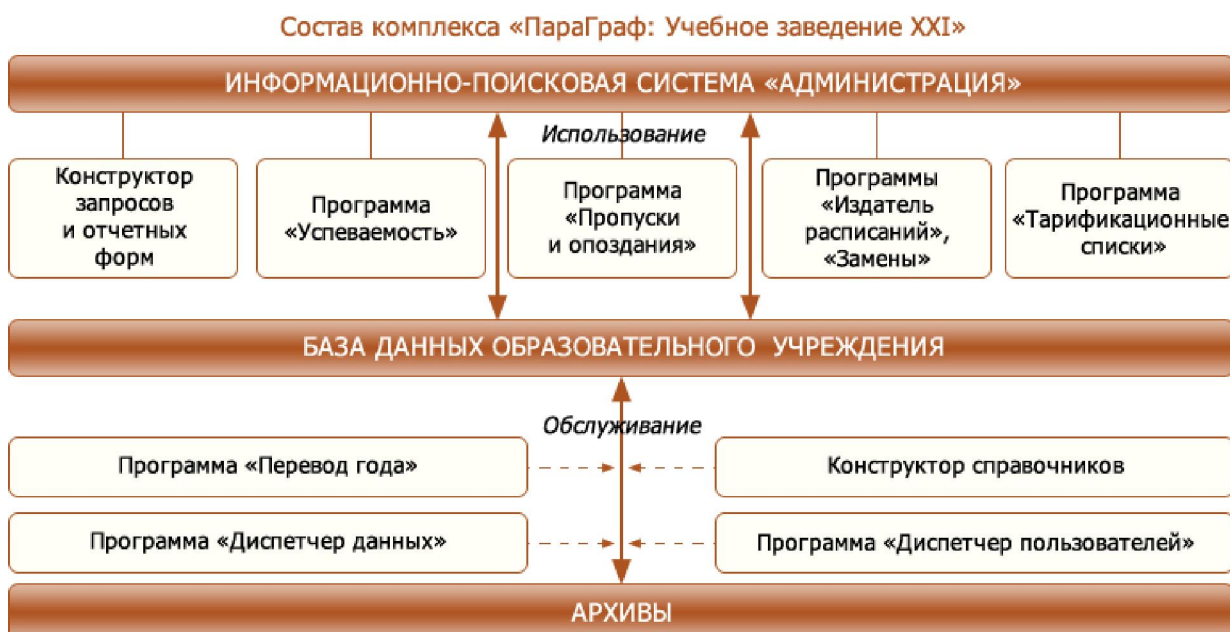 Состав комплекса «ПараГраф: Учебное заведение XXI»
ИНФОРМАЦИОННО-ПОИСКОВАЯ СИСТЕМА «АДМИНИСТРАЦИЯ»
Использование
Конструктор
запросов
и отчетных
форм
Программа
«Успеваемость»
Программа
«Пропуски
и опоздания»
Программы
«Издатель
расписаний»,
«Замены»
Программа
«Тарификационные
списки»
БАЗА ДАННЫХ ОБРАЗОВАТЕЛЬНОГО УЧРЕЖДЕНИЯ
Обслуживание
Программа «Перевод года»
Конструктор справочников
Программа «Диспетчер данных»
Программа «Диспетчер пользователей»
АРХИВЫ